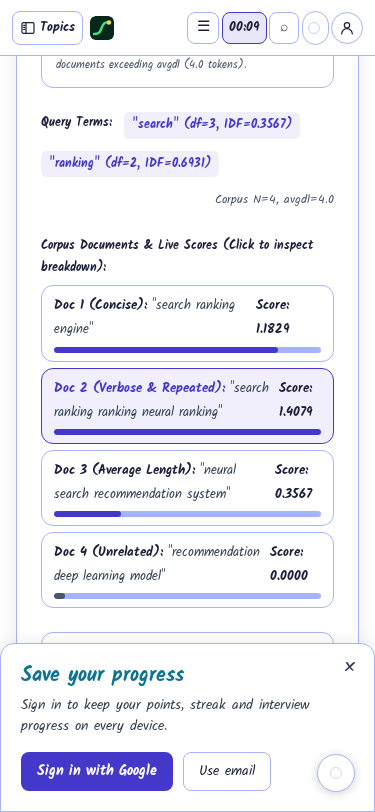 Topics
00:09
documents exceeding avgdl (4.0 tokens).
Query Terms: "search" (df=3, IDF=0.3567)
"ranking" (df=2, IDF=0.6931)
Corpus N=4, avgdl=4.0
Corpus Documents & Live Scores (Click to inspect
breakdown):
Doc 1 (Concise): "search ranking
engine"
Score:
1.1829
Doc 2 (Verbose & Repeated): "search
ranking ranking neural ranking"
Score:
1.4079
Doc 3 (Average Length): "neural
search recommendation system"
Score:
0.3567
Doc 4 (Unrelated): "recommendation
deep learning model"
Score:
0.0000
Save your progress
Sign in to keep your points, streak and interview
progress on every device.
Sign in with Google
Use email